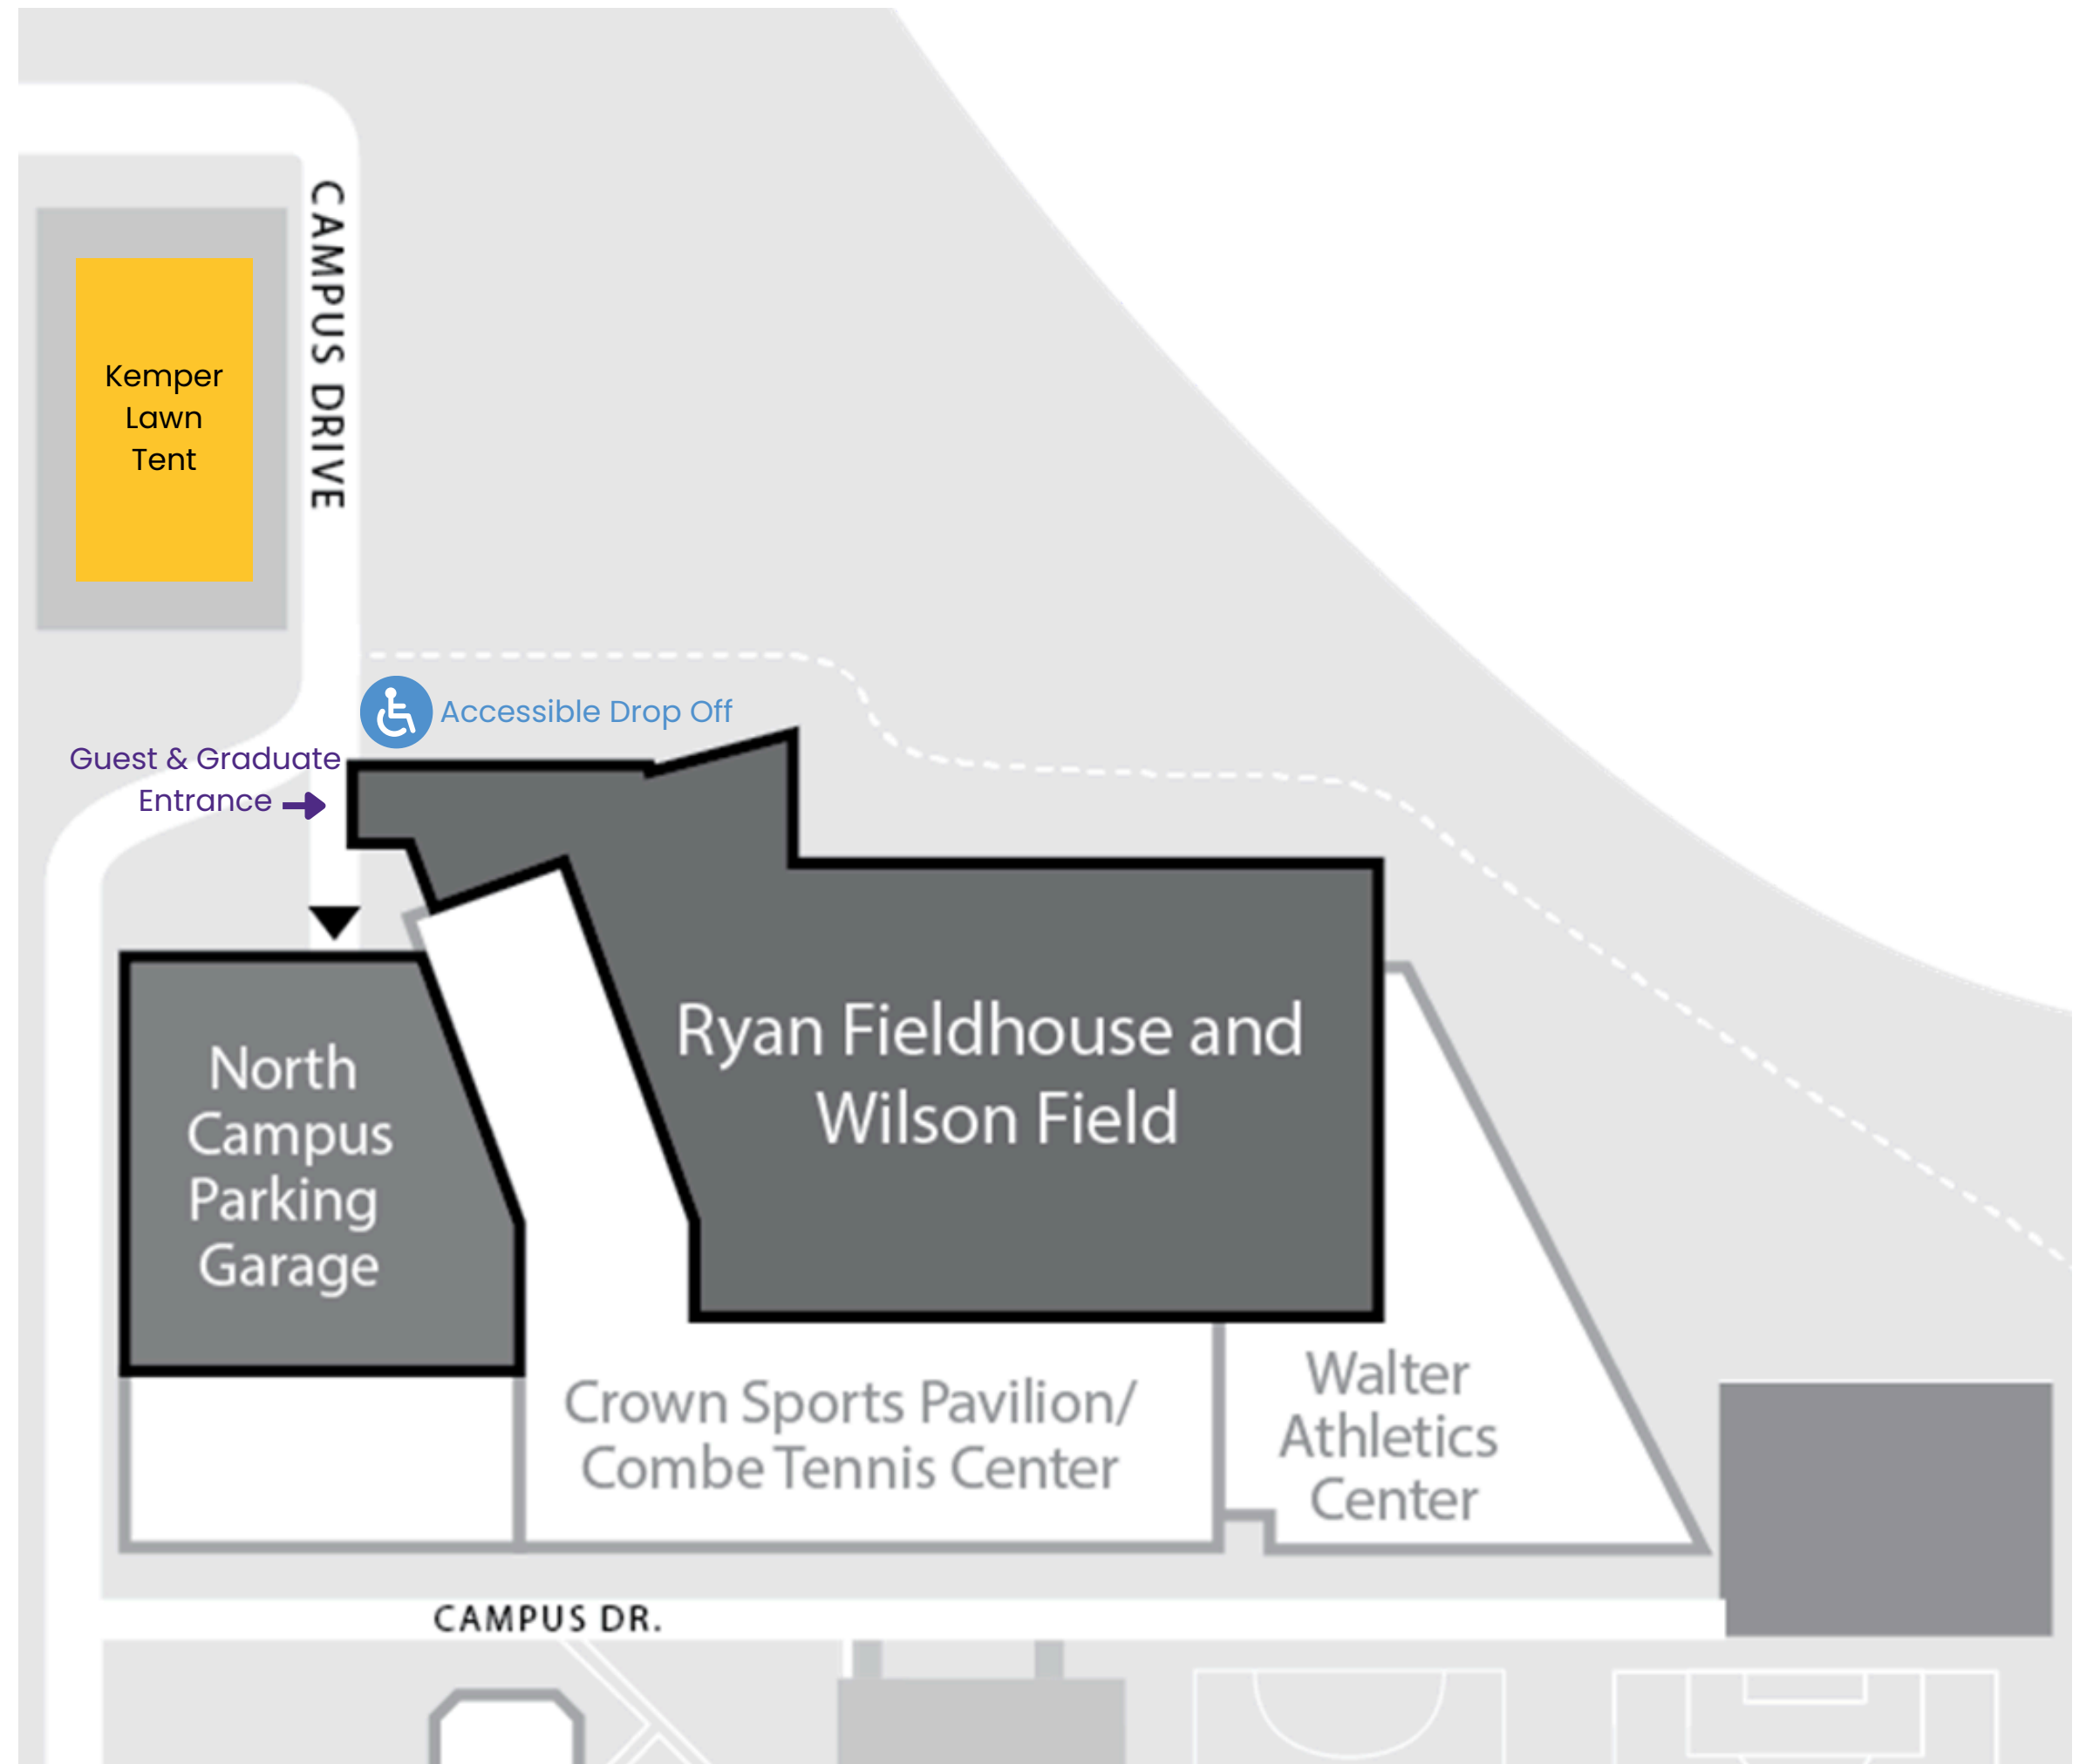 CAMPUS DRIVE
Kemper
Lawn
Tent
Accessible Drop Off
Guest & Graduate
Entrance
Ryan Fieldhouse and
Wilson Field
North
Campus
Parking
Garage
Crown Sports Pavilion/
Combe Tennis Center
Walter
Athletics
Center
CAMPUS DR.